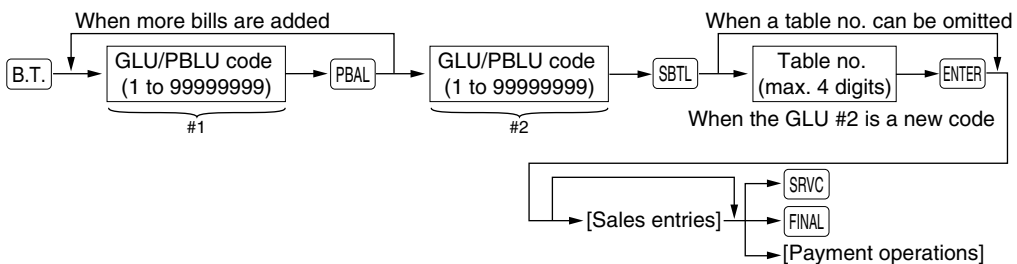 When more bills are added
When a table no. can be omitted
B.T.
GLU/PBLU code
(1 to 99999999)
#1
PBAL
GLU/PBLU code
(1 to 99999999)
#2
SBTL
Table no.
(max. 4 digits)
ENTER
When the GLU #2 is a new code
[Sales entries]
SRVC
FINAL
[Payment operations]